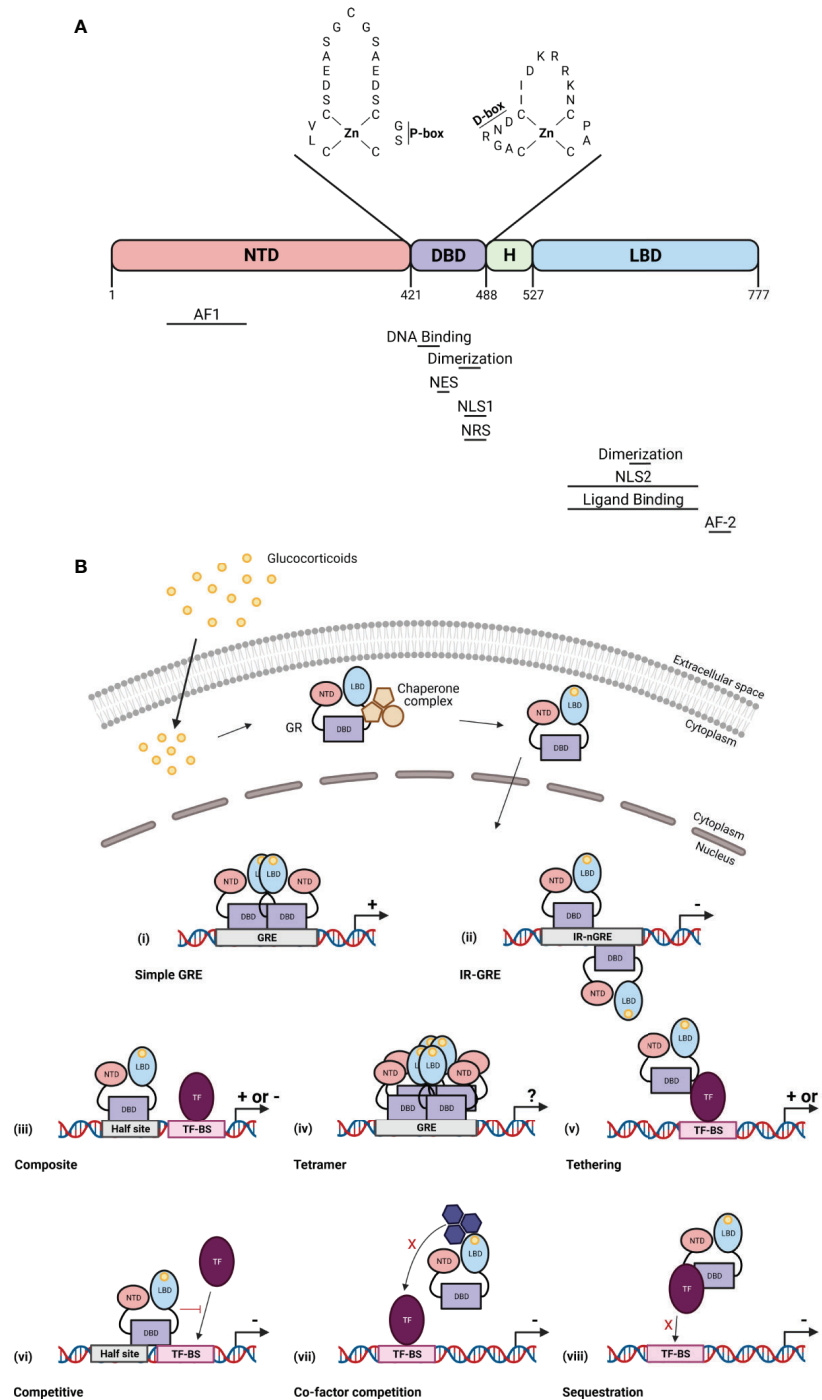 A
C
G G
S S
A A
E E
D D
S S
C C
V Zn G P-box
L S
C C
K R
D R
I K
I N
D-box
D C C
N Zn P
R A
G A C C
NTD DBD H LBD
1 421 488 527 777
AF1
DNA Binding
Dimerization
NES
NLS1
NRS
Dimerization
NLS2
Ligand Binding
AF-2
B
Glucocorticoids
Extracellular space
Cytoplasm
GR NTD LBD DBD Chaperone complex
NTD LBD DBD
Cytoplasm
Nucleus
NTD L LBD NTD
DBD DBD
+
(i) GRE
Simple GRE
NTD LBD
DBD
-
(ii) IR-nGRE
DBD
NTD LBD
IR-GRE
NTD LBD
DBD TF
+ or -
(iii) Half site TF-BS
Composite
NTD L LBD NTD
DBD DBD
?
(iv) GRE
Tetramer
NTD LBD
DBD TF
+ or
(v) TF-BS
Tethering
TF
NTD LBD
DBD
-
(vi) Half site TF-BS
Competitive
X
NTD LBD
DBD
TF
-
(vii) TF-BS
Co-factor competition
NTD LBD
TF DBD
X
-
(viii) TF-BS
Sequestration